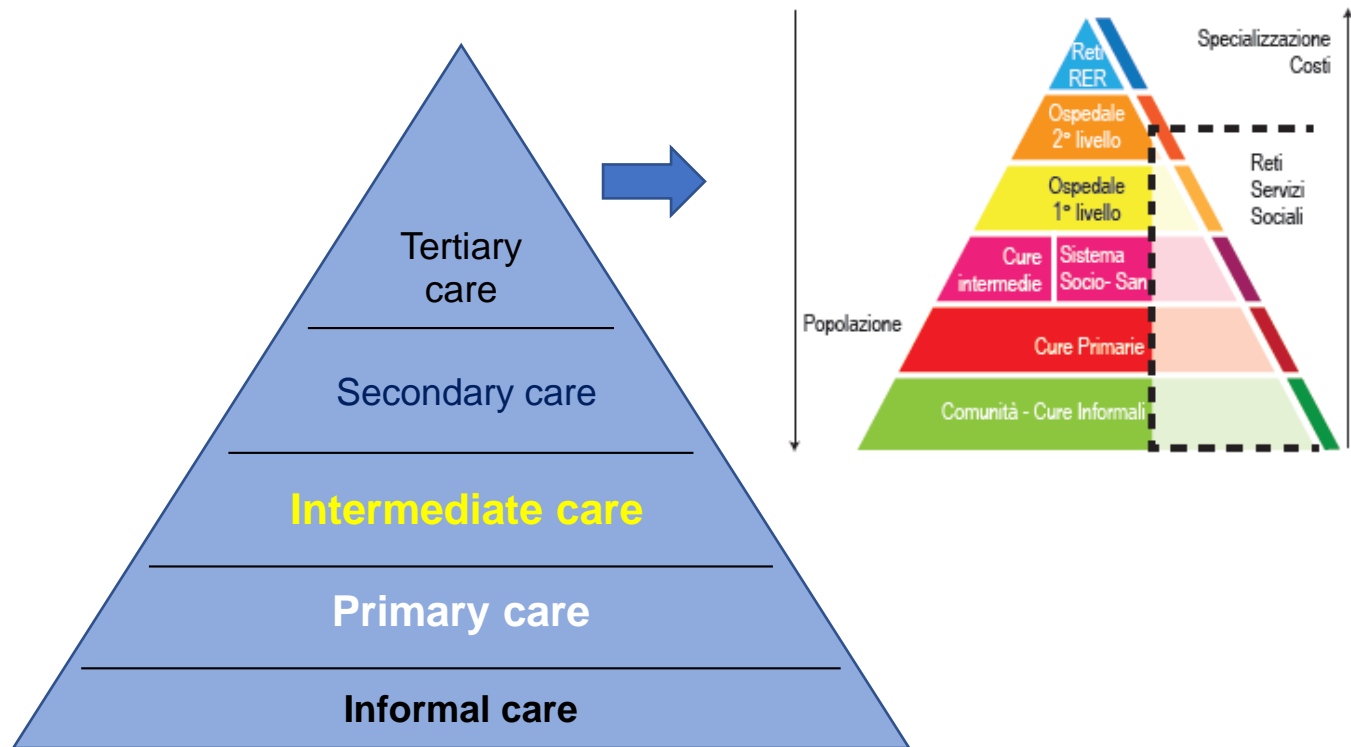 Tertiary
care
Secondary care
Intermediate care
Primary care
Informal care
Reti
RER
Specializzazione
Costi
Ospedale
2° livello
Reti
Servizi
Sociali
Ospedale
1° livello
Cure
intermedie
Sistema
Socio- San
Popolazione
Cure Primarie
Comunità - Cure Informali